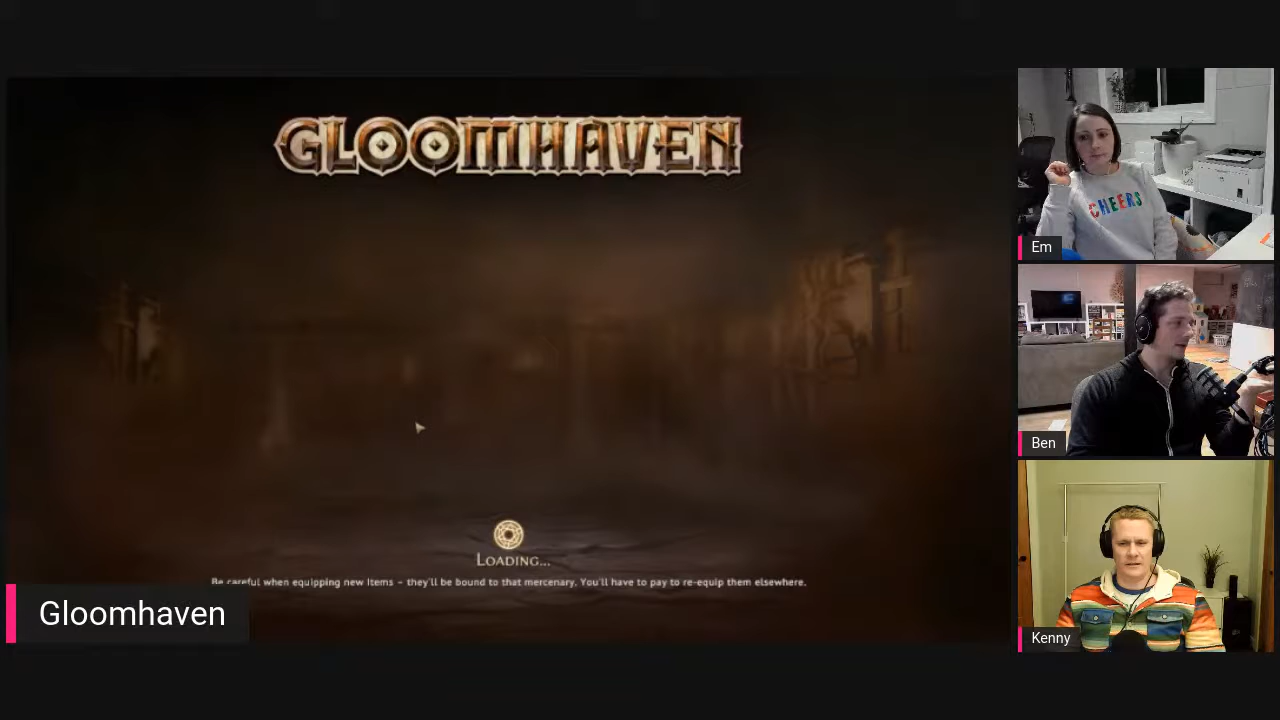 GLOOMHAVEN
LOADING...
Be careful when equipping new items – they'll be bound to that mercenary. You'll have to pay to re-equip them elsewhere.
Gloomhaven
CHEERS
Em
Ben
Kenny